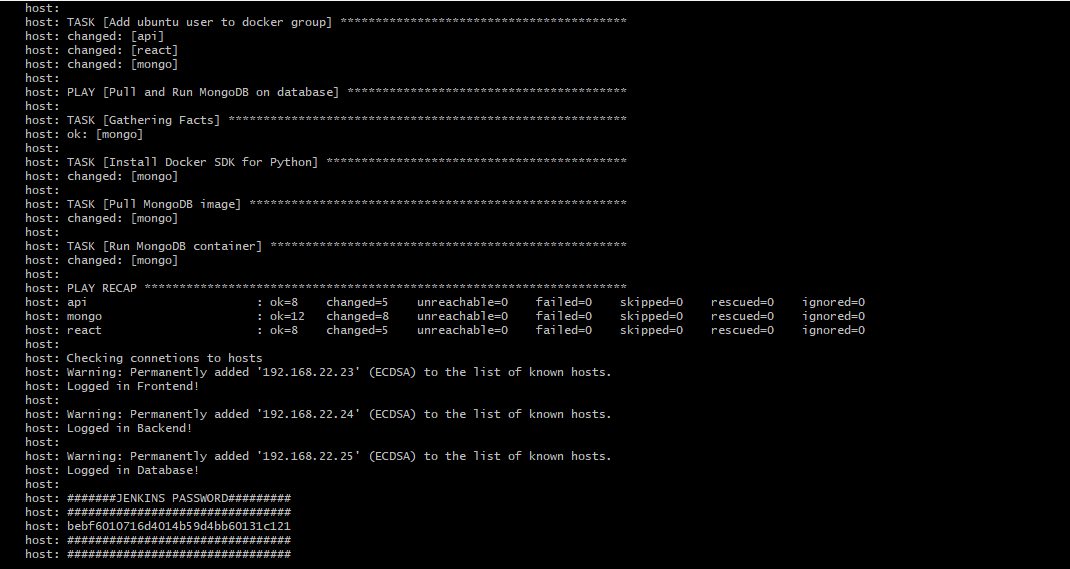 host:
host: TASK [Add ubuntu user to docker group] *****************************************
host: changed: [api]
host: changed: [react]
host: changed: [mongo]
host:
host: PLAY [Pull and Run MongoDB on database] ****************************************
host:
host: TASK [Gathering Facts] *********************************************************
host: ok: [mongo]
host:
host: TASK [Install Docker SDK for Python] *******************************************
host: changed: [mongo]
host:
host: TASK [Pull MongoDB image] ******************************************************
host: changed: [mongo]
host:
host: TASK [Run MongoDB container] ***************************************************
host: changed: [mongo]
host:
host: PLAY RECAP *********************************************************************
host: api                        : ok=8    changed=5    unreachable=0    failed=0    skipped=0    rescued=0    ignored=0
host: mongo                      : ok=12   changed=8    unreachable=0    failed=0    skipped=0    rescued=0    ignored=0
host: react                      : ok=8    changed=5    unreachable=0    failed=0    skipped=0    rescued=0    ignored=0
host:
host: Checking connetions to hosts
host: Warning: Permanently added '192.168.22.23' (ECDSA) to the list of known hosts.
host: Logged in Frontend!
host:
host: Warning: Permanently added '192.168.22.24' (ECDSA) to the list of known hosts.
host: Logged in Backend!
host:
host: Warning: Permanently added '192.168.22.25' (ECDSA) to the list of known hosts.
host: Logged in Database!
host:
host: #######JENKINS PASSWORD#########
host: ################################
host: bebf6010716d4014b59d4bb60131c121
host: ################################
host: ################################